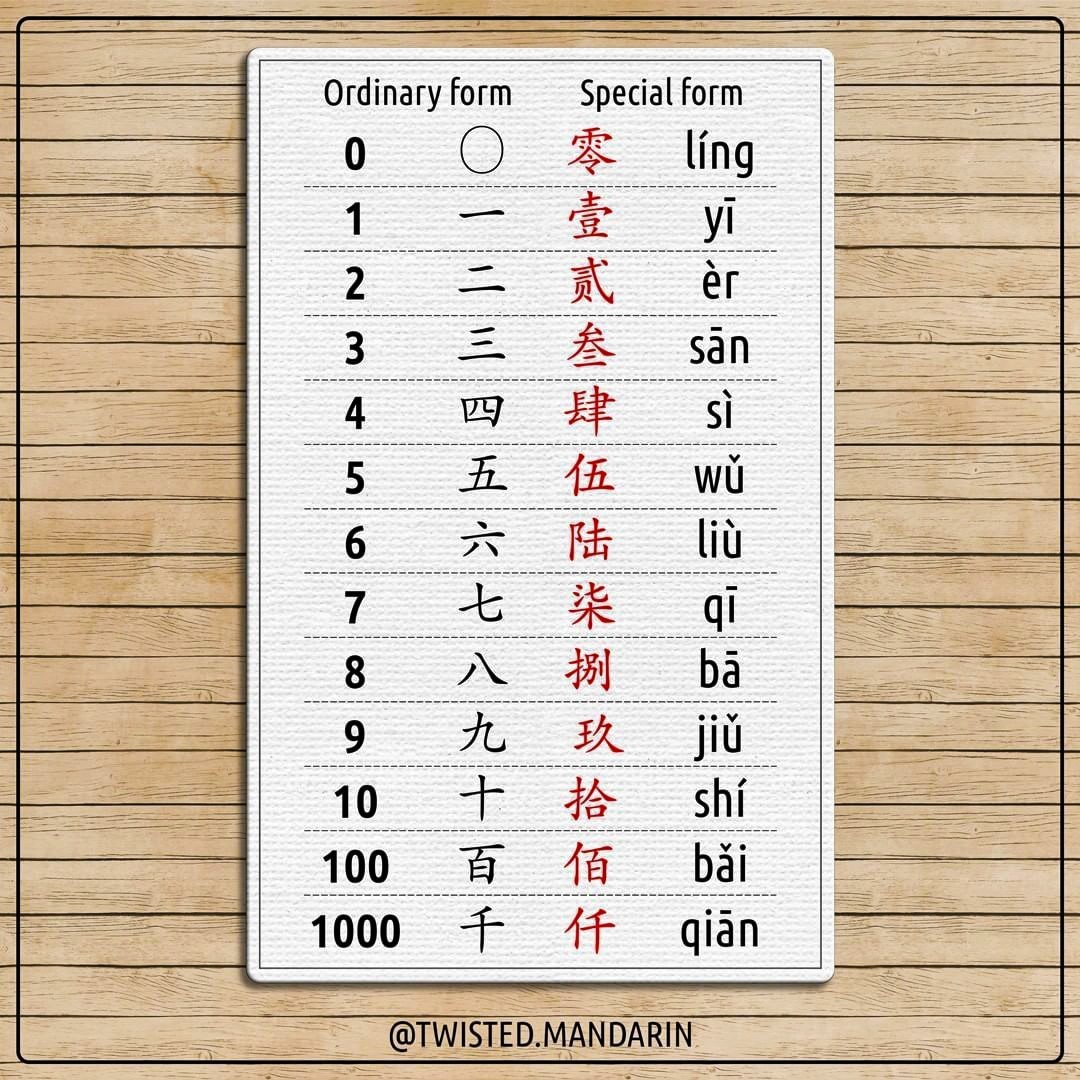 Ordinary form Special form
0 〇 零 líng
1 一 壹 yī
2 二 贰 èr
3 三 叁 sān
4 四 肆 sì
5 五 伍 wǔ
6 六 陆 liù
7 七 柒 qī
8 八 捌 bā
9 九 玖 jiǔ
10 十 拾 shí
100 百 佰 bǎi
1000 千 仟 qiān
@TWISTED.MANDARIN